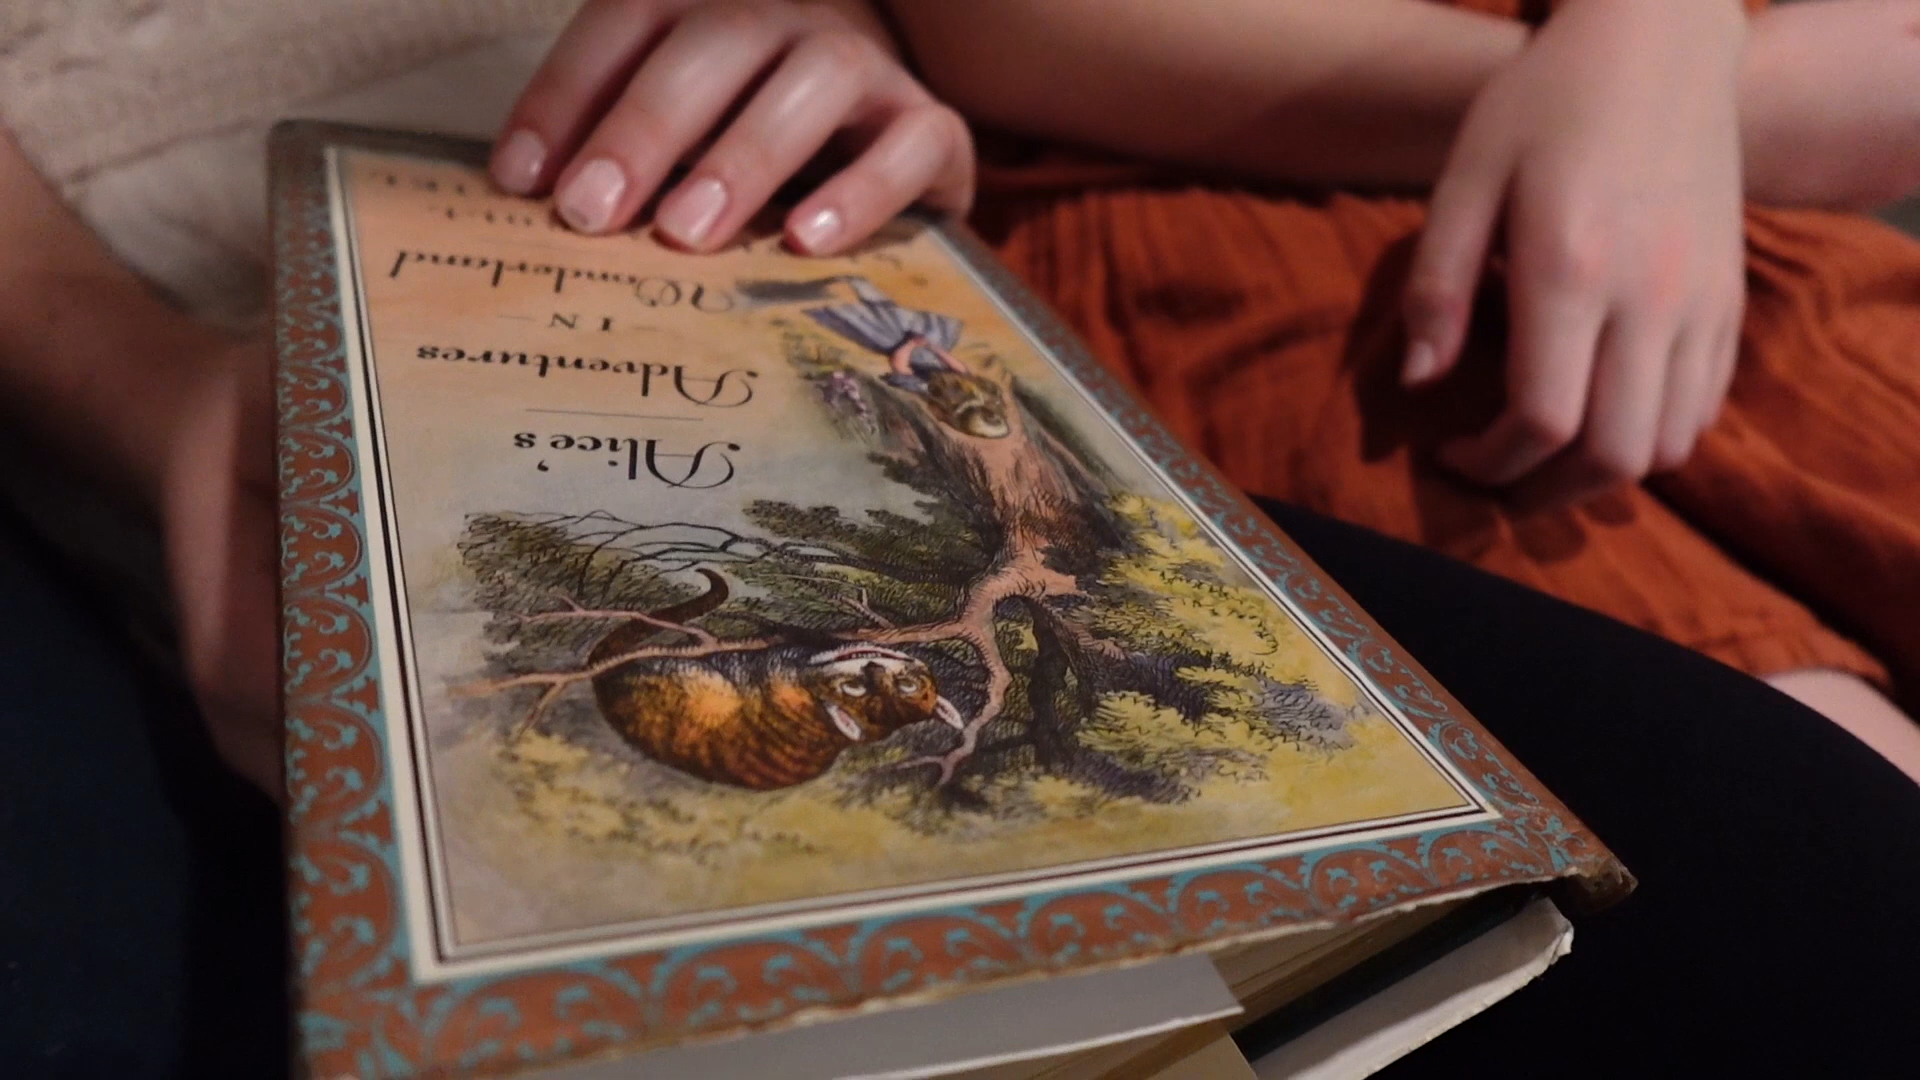 Alice's
Adventures
— IN —
Wonderland